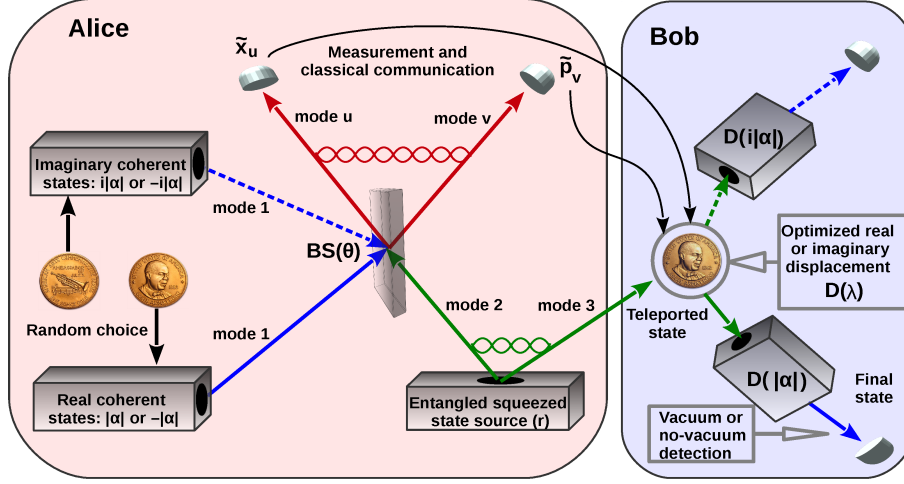 Alice
x̃u
Measurement and
classical communication
p̃v
mode u
mode v
Imaginary coherent
states: i|α| or −i|α|
mode 1
BS(θ)
Random choice
mode 1
mode 2
mode 3
Real coherent
states: |α| or −|α|
Entangled squeezed
state source (r)
Bob
D(i|α|)
Optimized real
or imaginary
displacement
D(λ)
Teleported
state
D(|α|)
Final
state
Vacuum or
no-vacuum
detection